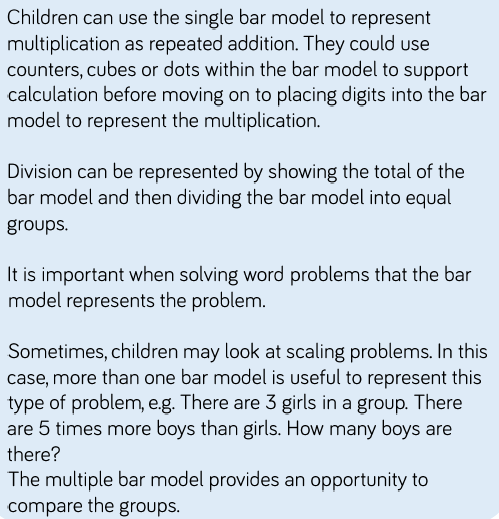 Children can use the single bar model to represent
multiplication as repeated addition. They could use
counters, cubes or dots within the bar model to support
calculation before moving on to placing digits into the bar
model to represent the multiplication.
Division can be represented by showing the total of the
bar model and then dividing the bar model into equal
groups.
It is important when solving word problems that the bar
model represents the problem.
Sometimes, children may look at scaling problems. In this
case, more than one bar model is useful to represent this
type of problem, e.g. There are 3 girls in a group. There
are 5 times more boys than girls. How many boys are
there?
The multiple bar model provides an opportunity to
compare the groups.